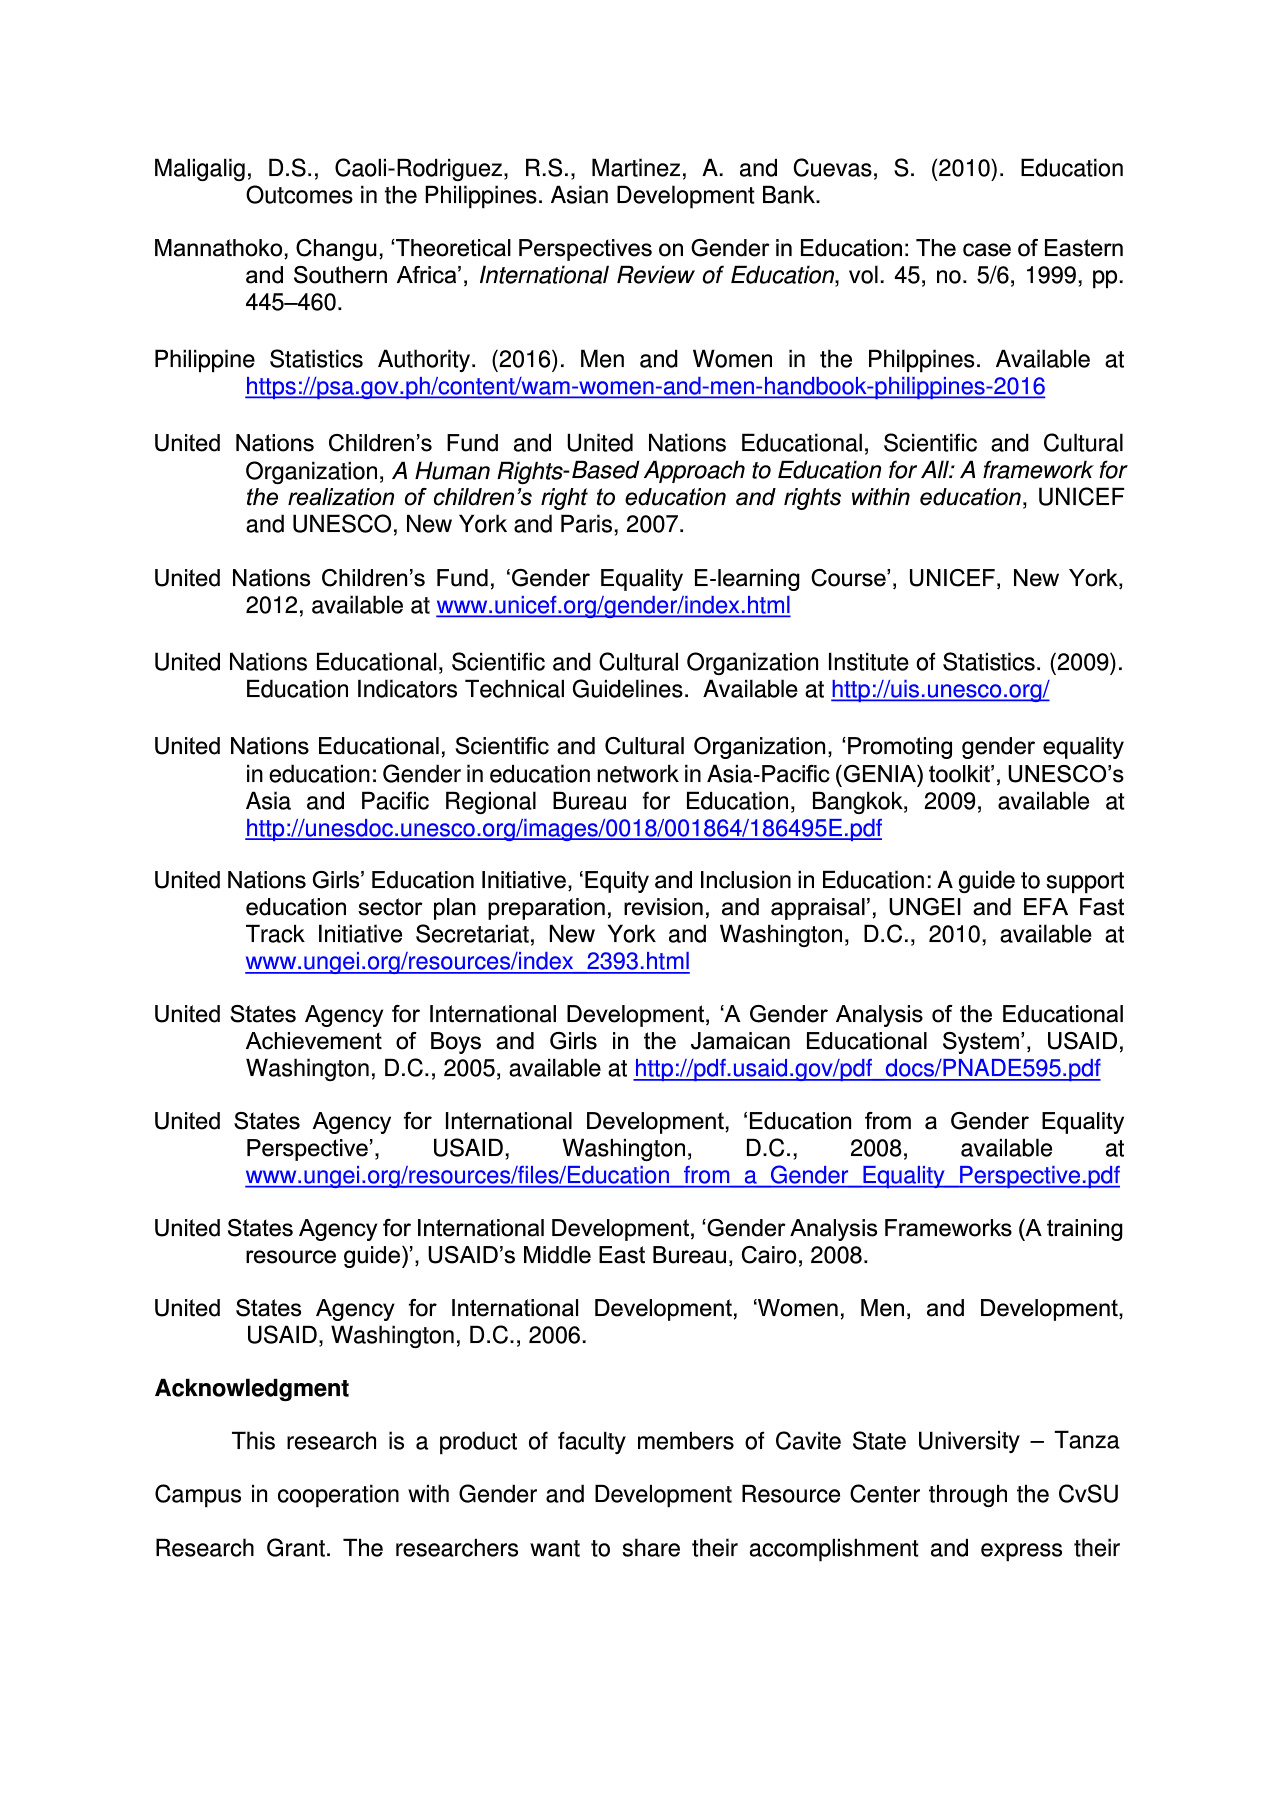 Maligalig, D.S., Caoli-Rodriguez, R.S., Martinez, A. and Cuevas, S. (2010). Education
Outcomes in the Philippines. Asian Development Bank.
Mannathoko, Changu, ‘Theoretical Perspectives on Gender in Education: The case of Eastern
and Southern Africa’, International Review of Education, vol. 45, no. 5/6, 1999, pp.
445–460.
Philippine Statistics Authority. (2016). Men and Women in the Philppines. Available at
https://psa.gov.ph/content/wam-women-and-men-handbook-philippines-2016
United Nations Children’s Fund and United Nations Educational, Scientific and Cultural
Organization, A Human Rights-Based Approach to Education for All: A framework for
the realization of children’s right to education and rights within education, UNICEF
and UNESCO, New York and Paris, 2007.
United Nations Children’s Fund, ‘Gender Equality E-learning Course’, UNICEF, New York,
2012, available at www.unicef.org/gender/index.html
United Nations Educational, Scientific and Cultural Organization Institute of Statistics. (2009).
Education Indicators Technical Guidelines. Available at http://uis.unesco.org/
United Nations Educational, Scientific and Cultural Organization, ‘Promoting gender equality
in education: Gender in education network in Asia-Pacific (GENIA) toolkit’, UNESCO’s
Asia and Pacific Regional Bureau for Education, Bangkok, 2009, available at
http://unesdoc.unesco.org/images/0018/001864/186495E.pdf
United Nations Girls’ Education Initiative, ‘Equity and Inclusion in Education: A guide to support
education sector plan preparation, revision, and appraisal’, UNGEI and EFA Fast
Track Initiative Secretariat, New York and Washington, D.C., 2010, available at
www.ungei.org/resources/index_2393.html
United States Agency for International Development, ‘A Gender Analysis of the Educational
Achievement of Boys and Girls in the Jamaican Educational System’, USAID,
Washington, D.C., 2005, available at http://pdf.usaid.gov/pdf_docs/PNADE595.pdf
United States Agency for International Development, ‘Education from a Gender Equality
Perspective’, USAID, Washington, D.C., 2008, available at
www.ungei.org/resources/files/Education_from_a_Gender_Equality_Perspective.pdf
United States Agency for International Development, ‘Gender Analysis Frameworks (A training
resource guide)’, USAID’s Middle East Bureau, Cairo, 2008.
United States Agency for International Development, ‘Women, Men, and Development,
USAID, Washington, D.C., 2006.
Acknowledgment
This research is a product of faculty members of Cavite State University – Tanza
Campus in cooperation with Gender and Development Resource Center through the CvSU
Research Grant. The researchers want to share their accomplishment and express their